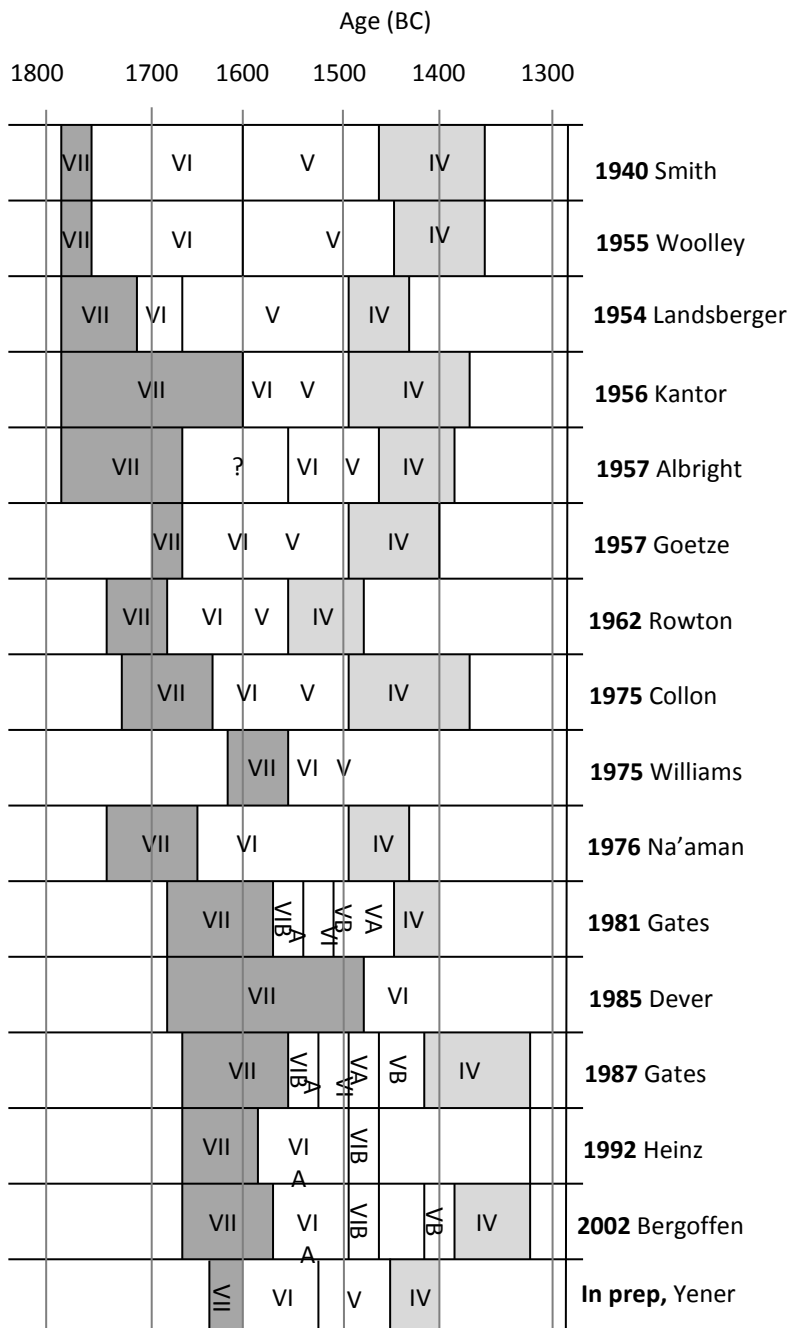 Age (BC)
1800 1700 1600 1500 1400 1300
VII VI V IV 1940 Smith
VII VI V IV 1955 Woolley
VII VI V IV 1954 Landsberger
VII VI V IV 1956 Kantor
VII ? VI V IV 1957 Albright
VII VI V IV 1957 Goetze
VII VI V IV 1962 Rowton
VII VI V IV 1975 Collon
VII VI V 1975 Williams
VII VI IV 1976 Na’aman
VII VIB VI A VB VA IV 1981 Gates
VII VI 1985 Dever
VII VIB VI A VA VB IV 1987 Gates
VII VI A VIB 1992 Heinz
VII VI A VIB VB IV 2002 Bergoffen
VII VI V IV In prep, Yener